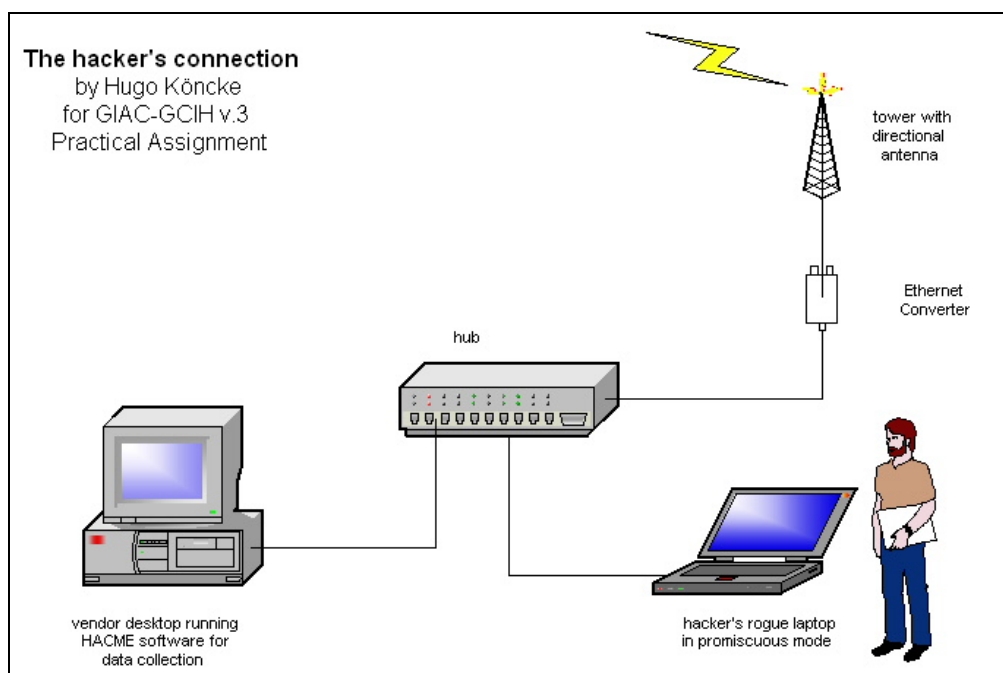 The hacker's connection
by Hugo Köncke
for GIAC-GCIH v.3
Practical Assignment
tower with
directional
antenna
Ethernet
Converter
hub
vendor desktop running
HACME software for
data collection
hacker's rogue laptop
in promiscuous mode